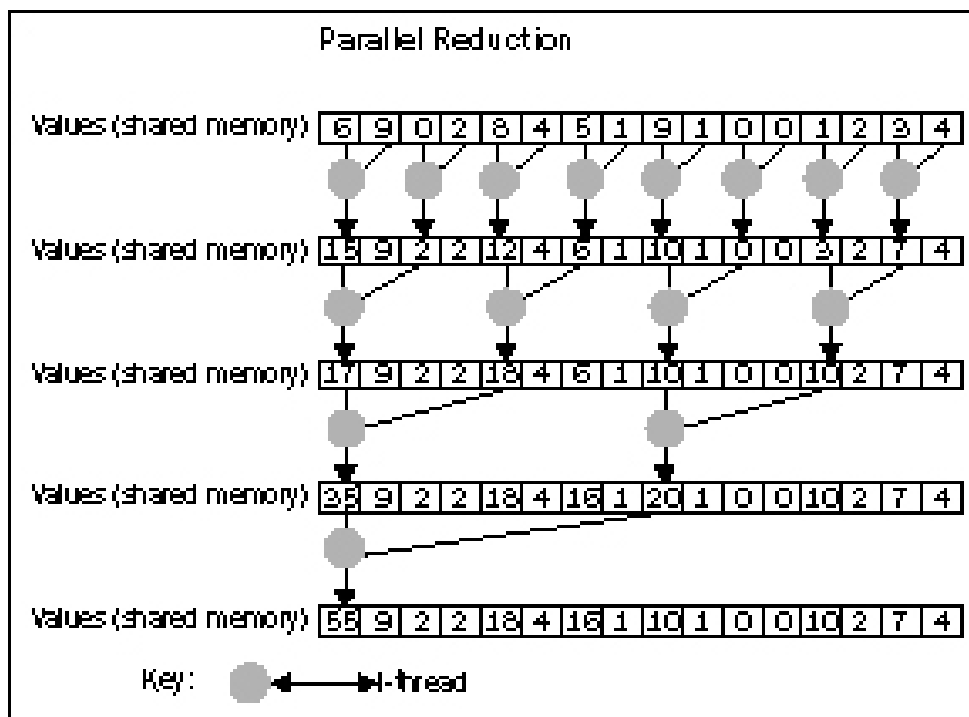 Parallel Reduction
Values (shared memory) 6 9 0 2 8 4 5 1 9 1 0 0 1 2 3 4
Values (shared memory) 15 9 2 2 12 4 6 1 10 1 0 0 3 2 7 4
Values (shared memory) 17 9 2 2 18 4 6 1 10 1 0 0 10 2 7 4
Values (shared memory) 35 9 2 2 18 4 16 1 20 1 0 0 10 2 7 4
Values (shared memory) 55 9 2 2 18 4 16 1 10 1 0 0 10 2 7 4
Key: -thread